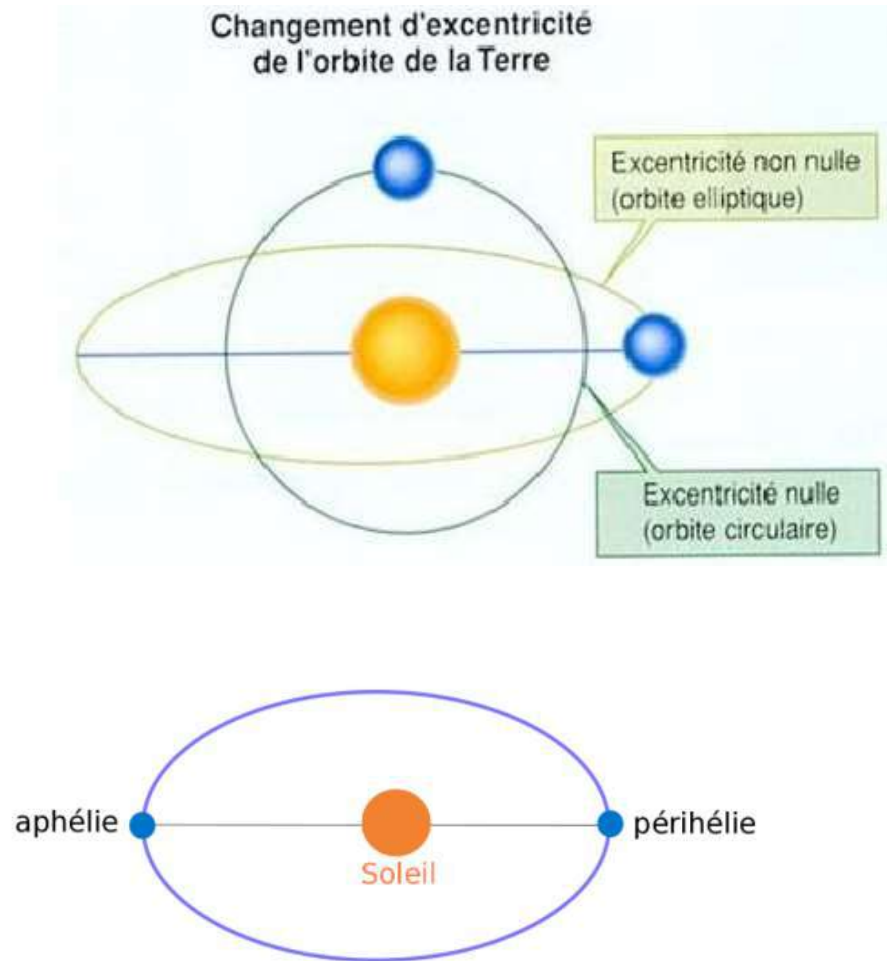 Changement d'excentricité
de l'orbite de la Terre
Excentricité non nulle
(orbite elliptique)
Excentricité nulle
(orbite circulaire)
aphélie
périhélie
Soleil